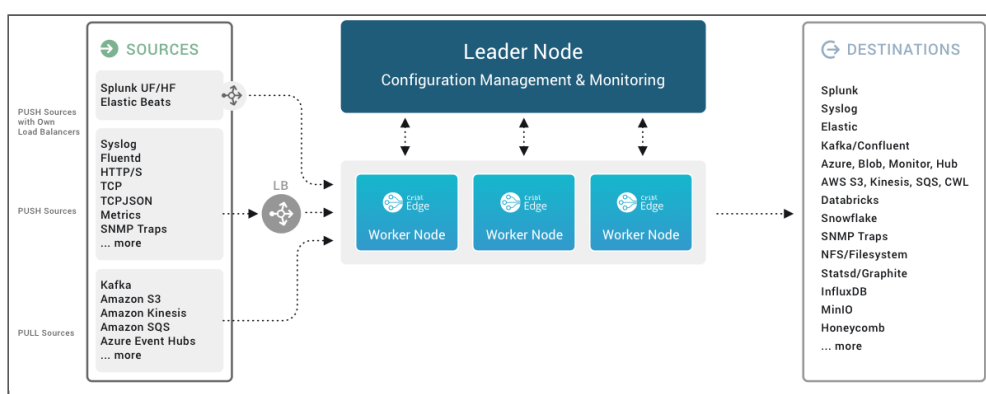 SOURCES
PUSH Sources
with Own
Load Balancers
Splunk UF/HF
Elastic Beats
PUSH Sources
Syslog
Fluentd
HTTP/S
TCP
TCPJSON
Metrics
SNMP Traps
... more
PULL Sources
Kafka
Amazon S3
Amazon Kinesis
Amazon SQS
Azure Event Hubs
... more
LB
Leader Node
Configuration Management & Monitoring
Cribl
Edge
Worker Node
Cribl
Edge
Worker Node
Cribl
Edge
Worker Node
DESTINATIONS
Splunk
Syslog
Elastic
Kafka/Confluent
Azure, Blob, Monitor, Hub
AWS S3, Kinesis, SQS, CWL
Databricks
Snowflake
SNMP Traps
NFS/Filesystem
Statsd/Graphite
InfluxDB
MinIO
Honeycomb
... more